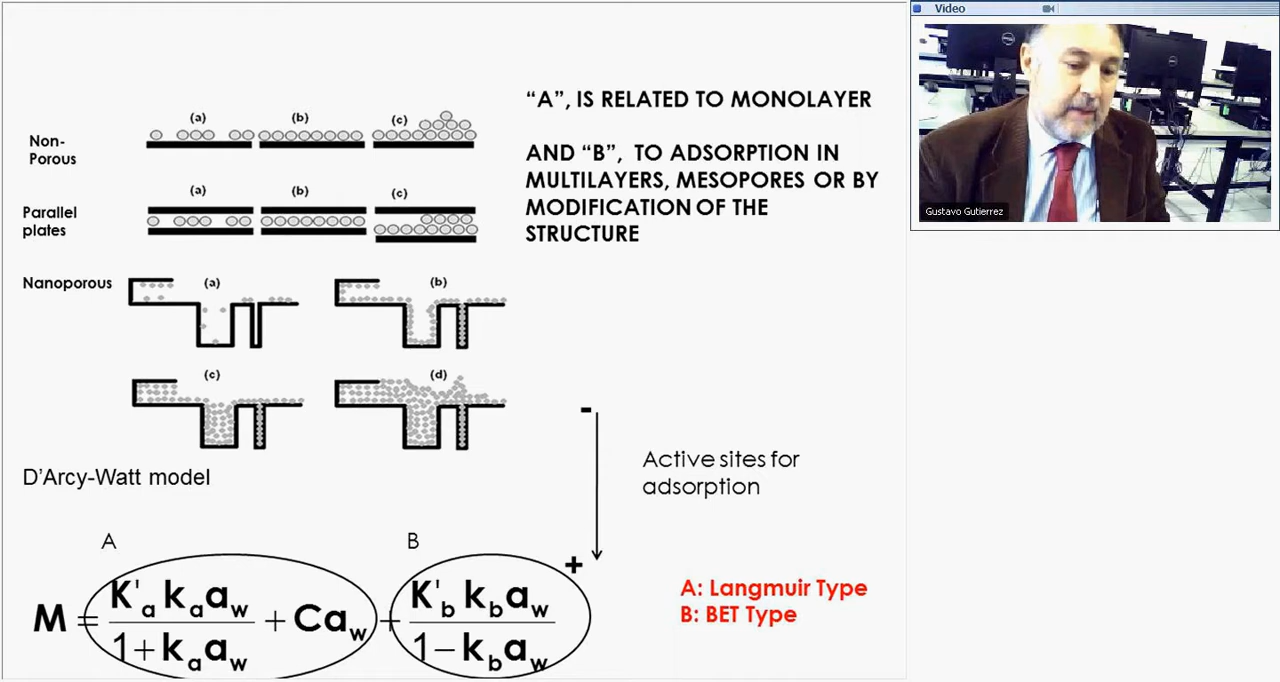 Video
Gustavo Gutierrez
“A”, IS RELATED TO MONOLAYER
AND “B”, TO ADSORPTION IN
MULTILAYERS, MESOPORES OR BY
MODIFICATION OF THE
STRUCTURE
Non-
Porous
(a) (b) (c)
Parallel
plates
(a) (b) (c)
Nanoporous
(a) (b)
(c) (d)
D’Arcy-Watt model
-
Active sites for
adsorption
+
A B
M = K'a ka aw / 1 + ka aw + Caw + K'b kb aw / 1 − kb aw
A: Langmuir Type
B: BET Type